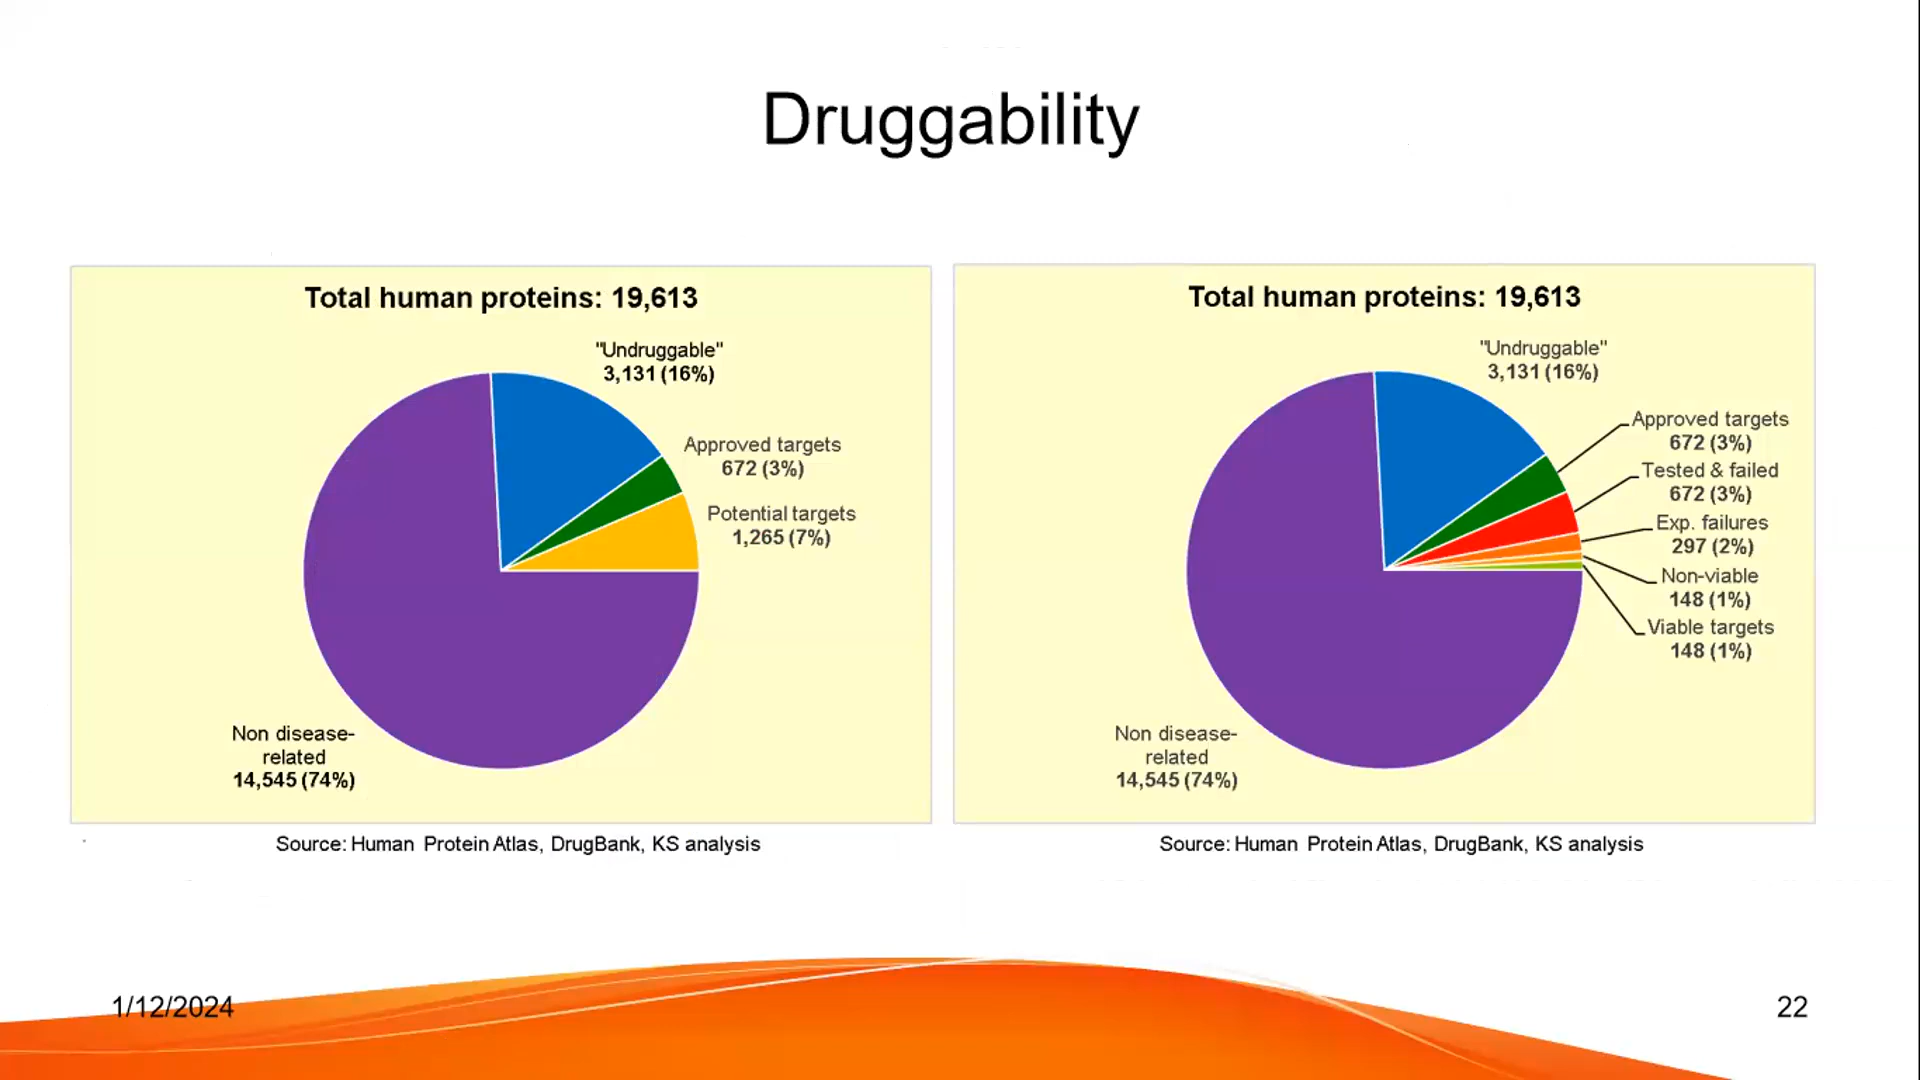 Druggability
Total human proteins: 19,613
"Undruggable"
3,131 (16%)
Approved targets
672 (3%)
Potential targets
1,265 (7%)
Non disease-
related
14,545 (74%)
Source: Human Protein Atlas, DrugBank, KS analysis
Total human proteins: 19,613
"Undruggable"
3,131 (16%)
Approved targets
672 (3%)
Tested & failed
672 (3%)
Exp. failures
297 (2%)
Non-viable
148 (1%)
Viable targets
148 (1%)
Non disease-
related
14,545 (74%)
Source: Human Protein Atlas, DrugBank, KS analysis
1/12/2024
22